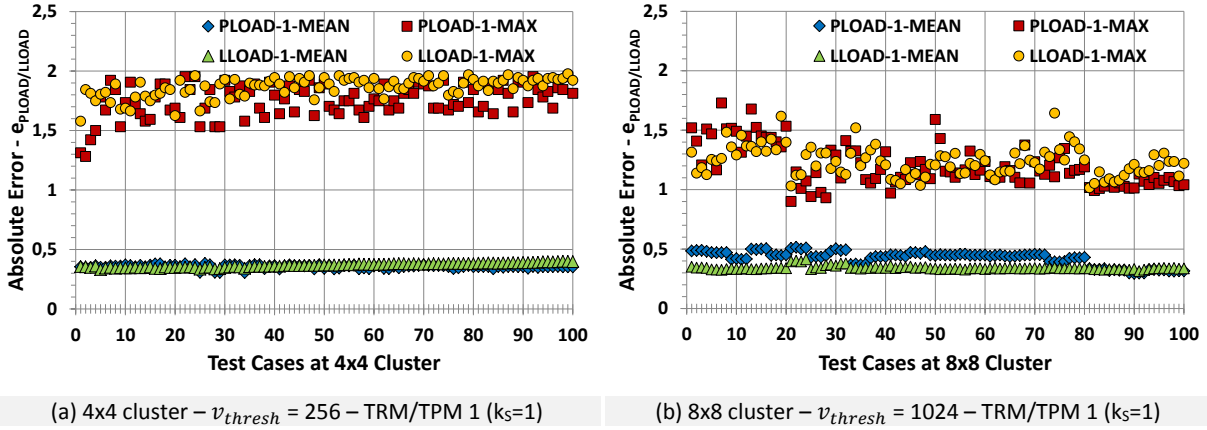 2,5
2
1,5
1
0,5
0
Absolute Error - ePLOAD/LLOAD
PLOAD-1-MEAN PLOAD-1-MAX
LLOAD-1-MEAN LLOAD-1-MAX
0 10 20 30 40 50 60 70 80 90 100
Test Cases at 4x4 Cluster
2,5
2
1,5
1
0,5
0
Absolute Error - ePLOAD/LLOAD
PLOAD-1-MEAN PLOAD-1-MAX
LLOAD-1-MEAN LLOAD-1-MAX
0 10 20 30 40 50 60 70 80 90 100
Test Cases at 8x8 Cluster
(a) 4x4 cluster – vthresh = 256 – TRM/TPM 1 (kS=1)
(b) 8x8 cluster – vthresh = 1024 – TRM/TPM 1 (kS=1)